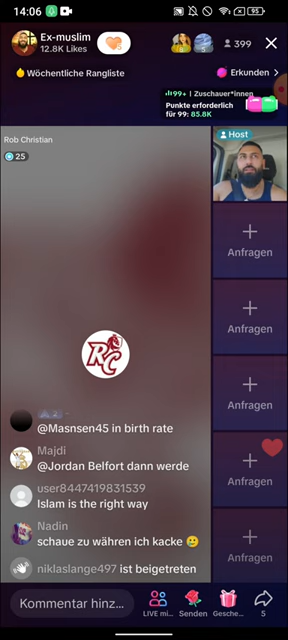 14:06
95
Ex-muslim
12.8K Likes
5
399
Wöchentliche Rangliste
Erkunden
99+ | Zuschauer*innen
Punkte erforderlich
für 99: 85.8K
Rob Christian
25
Host
RC
Anfragen
Anfragen
Anfragen
Anfragen
Anfragen
2
@Masnsen45 in birth rate
Majdi
@Jordan Belfort dann werde
user8447419831539
Islam is the right way
Nadin
schaue zu währen ich kacke
niklaslange497 ist beigetreten
Kommentar hinz...
LIVE mi...
Senden
Gesche...
5